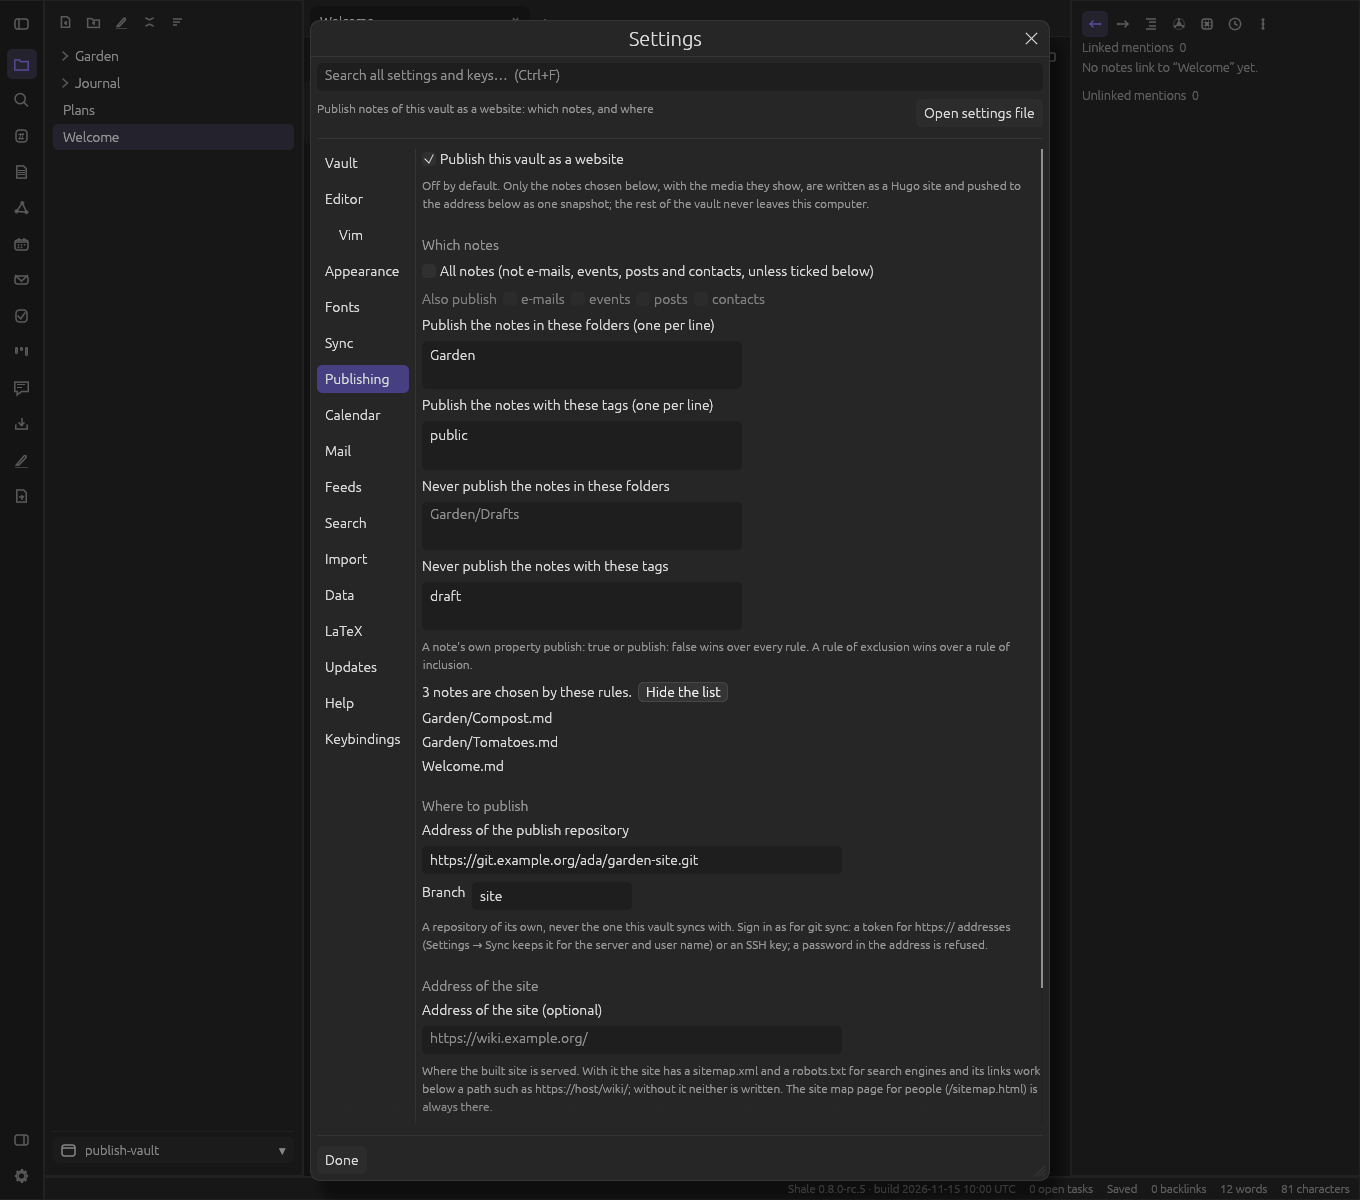 Welcome
Settings
Search all settings and keys... (Ctrl+F)
Publish notes of this vault as a website: which notes, and where
Open settings file
Garden
Journal
Plans
Welcome
publish-vault
Vault
Editor
Vim
Appearance
Fonts
Sync
Publishing
Calendar
Mail
Feeds
Search
Import
Data
LaTeX
Updates
Help
Keybindings
Publish this vault as a website
Off by default. Only the notes chosen below, with the media they show, are written as a Hugo site and pushed to
the address below as one snapshot; the rest of the vault never leaves this computer.
Which notes
All notes (not e-mails, events, posts and contacts, unless ticked below)
Also publish e-mails events posts contacts
Publish the notes in these folders (one per line)
Garden
Publish the notes with these tags (one per line)
public
Never publish the notes in these folders
Garden/Drafts
Never publish the notes with these tags
draft
A note's own property publish: true or publish: false wins over every rule. A rule of exclusion wins over a rule of
inclusion.
3 notes are chosen by these rules. Hide the list
Garden/Compost.md
Garden/Tomatoes.md
Welcome.md
Where to publish
Address of the publish repository
https://git.example.org/ada/garden-site.git
Branch site
A repository of its own, never the one this vault syncs with. Sign in as for git sync: a token for https:// addresses
(Settings → Sync keeps it for the server and user name) or an SSH key; a password in the address is refused.
Address of the site
Address of the site (optional)
https://wiki.example.org/
Where the built site is served. With it the site has a sitemap.xml and a robots.txt for search engines and its links work
below a path such as https://host/wiki/; without it neither is written. The site map page for people (/sitemap.html) is
always there.
Done
Linked mentions 0
No notes link to “Welcome” yet.
Unlinked mentions 0
Shale 0.8.0-rc.5 · build 2026-11-15 10:00 UTC 0 open tasks Saved 0 backlinks 12 words 81 characters